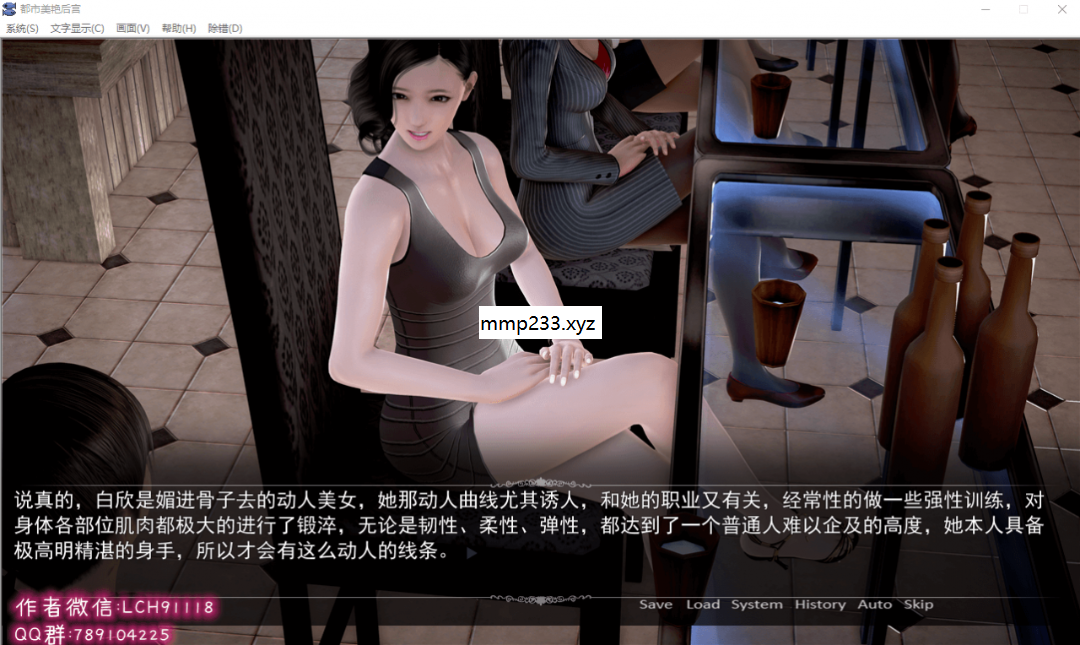 都市美艳后宫
系统(S) 文字显示(C) 画面(V) 帮助(H) 除错(D)
mmp233.xyz
说真的，白欣是媚进骨子去的动人美女，她那动人曲线尤其诱人，和她的职业又有关，经常性的做一些强性训练，对
身体各部位肌肉都极大的进行了锻淬，无论是韧性、柔性、弹性，都达到了一个普通人难以企及的高度，她本人具备
极高明精湛的身手，所以才会有这么动人的线条。
Save Load System History Auto Skip
作者微信:LCH91118
QQ群:789104225